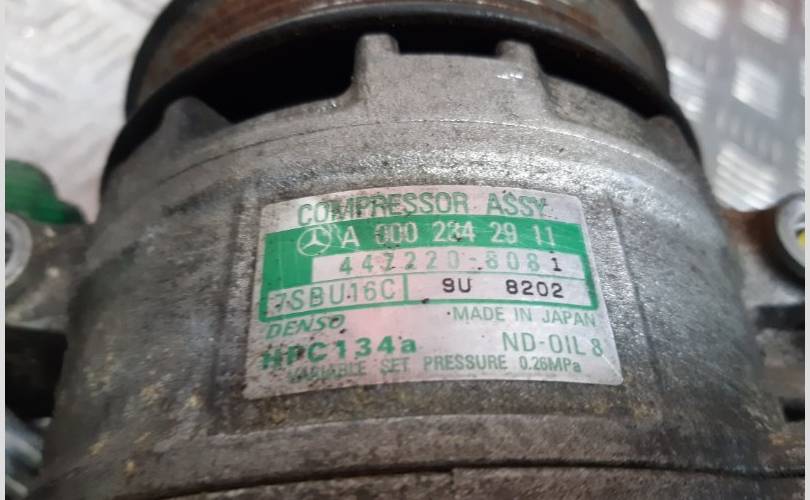 COMPRESSOR ASSY
A 000 234 29 11
447220-8081
7SBU16C 9U 8202
DENSO MADE IN JAPAN
HFC134a ND-OIL 8
VARIABLE SET PRESSURE 0.26MPa